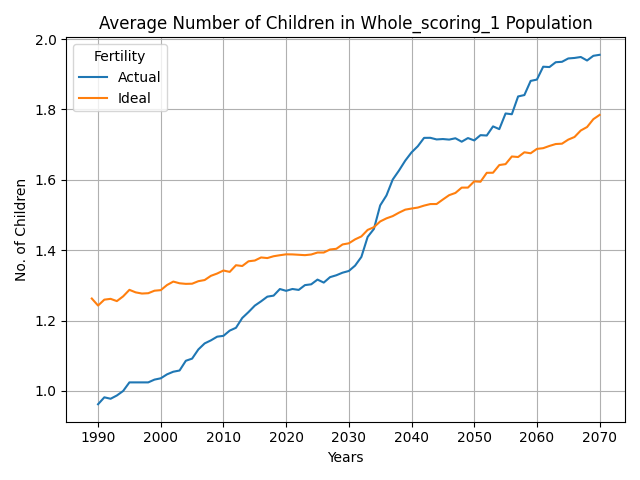 Average Number of Children in Whole_scoring_1 Population
Fertility
Actual
Ideal
No. of Children
2.0
1.8
1.6
1.4
1.2
1.0
1990 2000 2010 2020 2030 2040 2050 2060 2070
Years